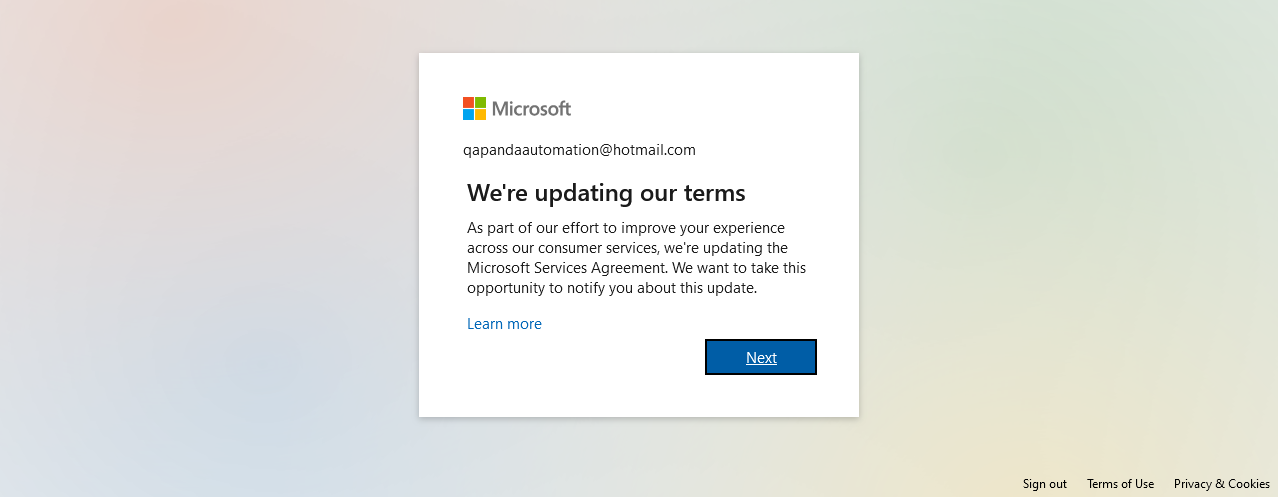 Microsoft
qapandaautomation@hotmail.com
We're updating our terms
As part of our effort to improve your experience
across our consumer services, we're updating the
Microsoft Services Agreement. We want to take this
opportunity to notify you about this update.
Learn more
Next
Sign out Terms of Use Privacy & Cookies